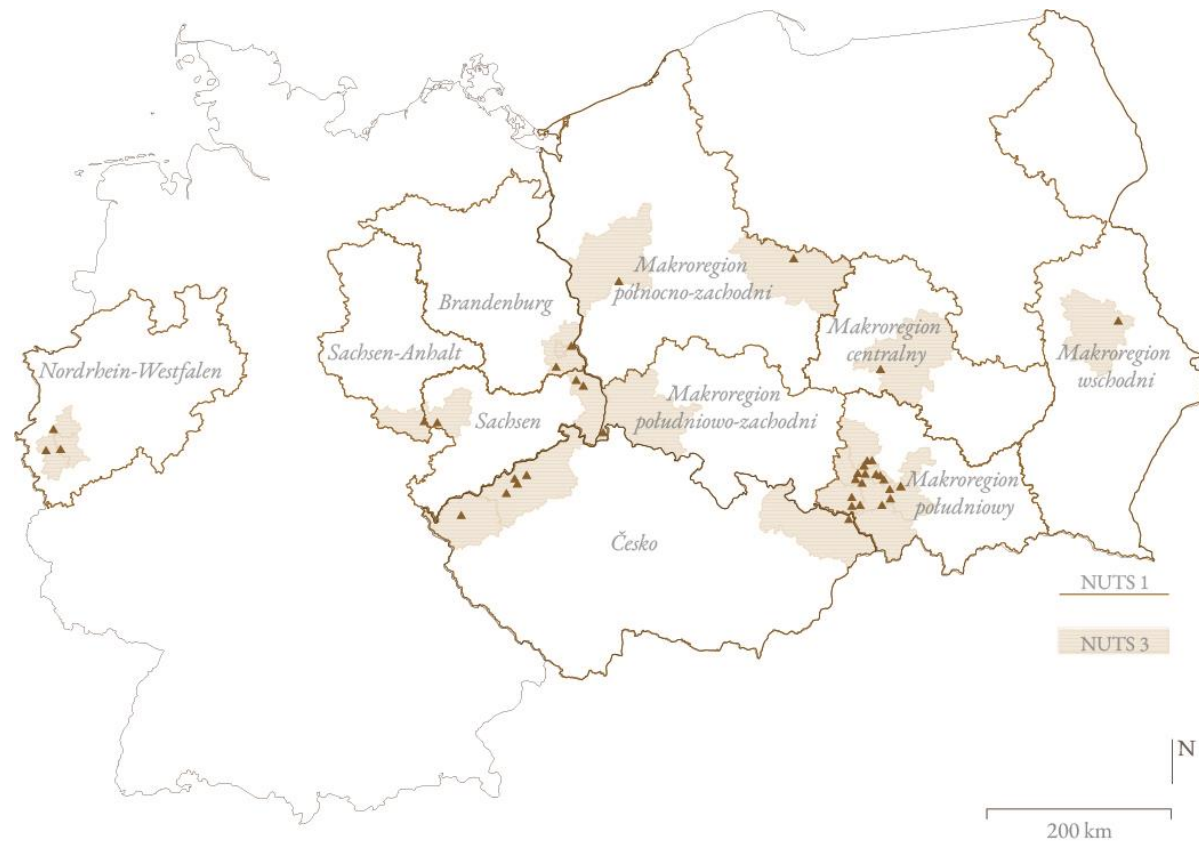 Makroregion
północno-zachodni
Brandenburg
Makroregion
centralny
Sachsen-Anhalt
Makroregion
wschodni
Nordrhein-Westfalen
Makroregion
południowo-zachodni
Sachsen
Makroregion
południowy
Česko
NUTS 1
NUTS 3
N
200 km